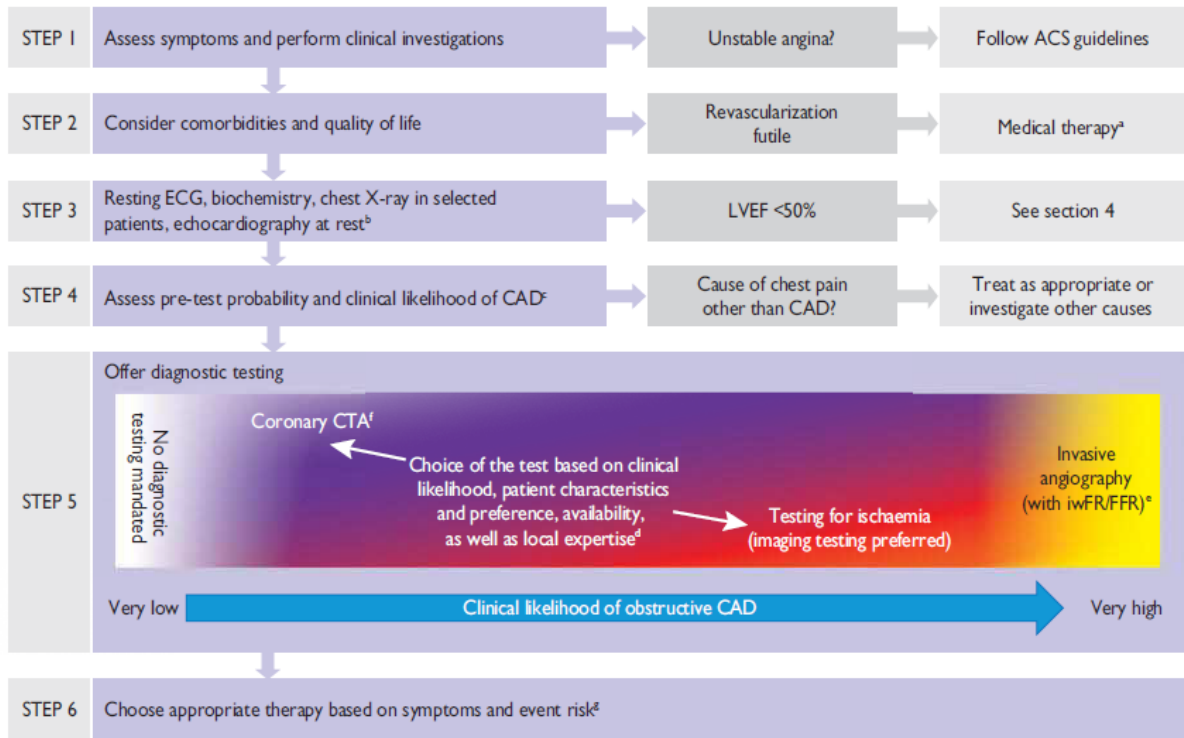 STEP 1
Assess symptoms and perform clinical investigations
Unstable angina?
Follow ACS guidelines
STEP 2
Consider comorbidities and quality of life
Revascularization
futile
Medical therapyᵃ
STEP 3
Resting ECG, biochemistry, chest X-ray in selected
patients, echocardiography at restᵇ
LVEF <50%
See section 4
STEP 4
Assess pre-test probability and clinical likelihood of CADᶜ
Cause of chest pain
other than CAD?
Treat as appropriate or
investigate other causes
STEP 5
Offer diagnostic testing
No diagnostic
testing mandated
Coronary CTAᶠ
Choice of the test based on clinical
likelihood, patient characteristics
and preference, availability,
as well as local expertiseᵈ
Testing for ischaemia
(imaging testing preferred)
Invasive
angiography
(with iwFR/FFR)ᵉ
Very low
Clinical likelihood of obstructive CAD
Very high
STEP 6
Choose appropriate therapy based on symptoms and event riskᵍ